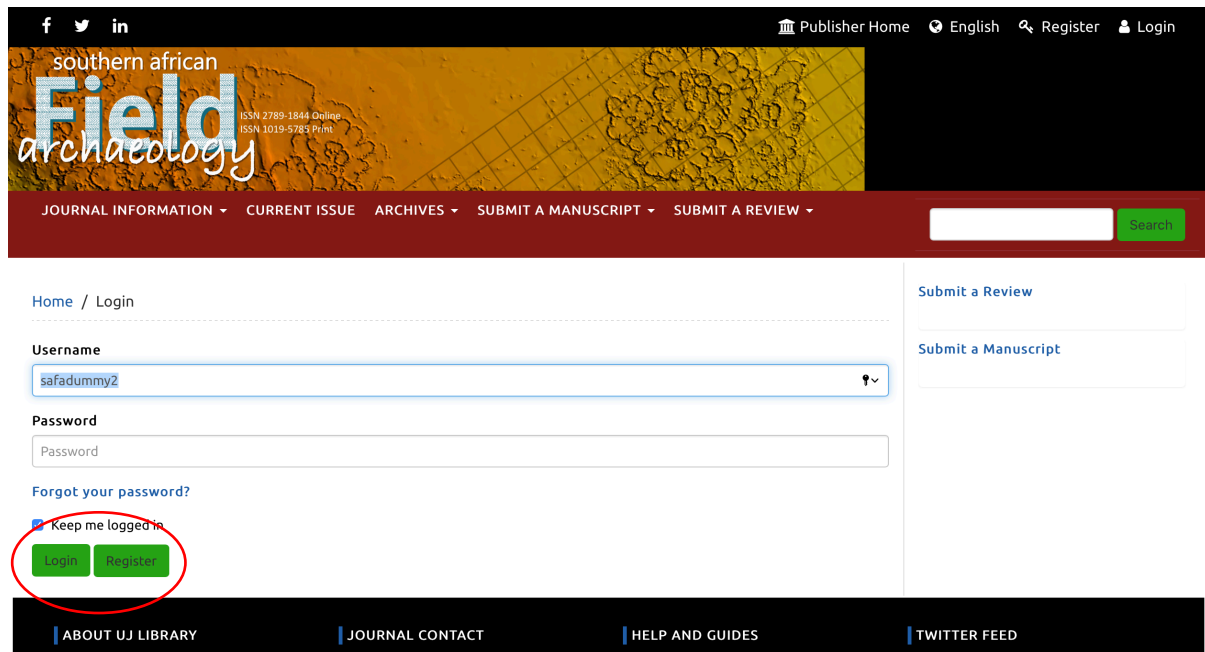 Publisher Home English Register Login
southern african
Field
archaeology
ISSN 2789-1844 Online
ISSN 1019-5785 Print
JOURNAL INFORMATION CURRENT ISSUE ARCHIVES SUBMIT A MANUSCRIPT SUBMIT A REVIEW
Search
Home / Login
Username
safadummy2
Password
Password
Forgot your password?
Keep me logged in
Login Register
Submit a Review
Submit a Manuscript
ABOUT UJ LIBRARY JOURNAL CONTACT HELP AND GUIDES TWITTER FEED